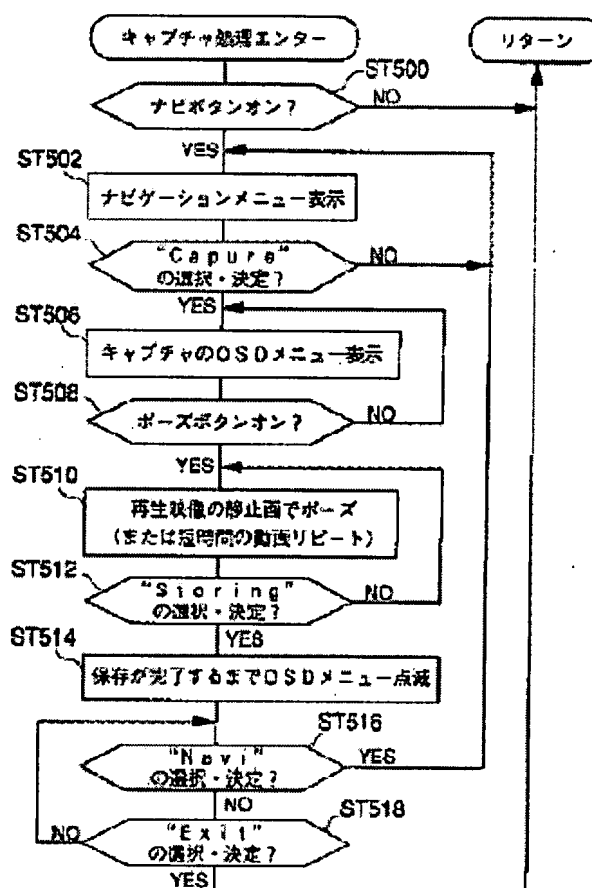 キャプチャ処理エンター
リターン
ST500
ナビボタンオン？
NO
YES
ST502
ナビゲーションメニュー表示
ST504
"Capure"
の選択・決定？
NO
YES
ST506
キャプチャのOSDメニュー表示
ST508
ポーズボタンオン？
NO
YES
ST510
再生映像の静止画でポーズ
(または短時間の動画リピート)
ST512
"Storing"
の選択・決定？
NO
YES
ST514
保存が完了するまでOSDメニュー点滅
ST516
"Navi"
の選択・決定？
YES
NO
ST518
"Exit"
の選択・決定？
NO
YES